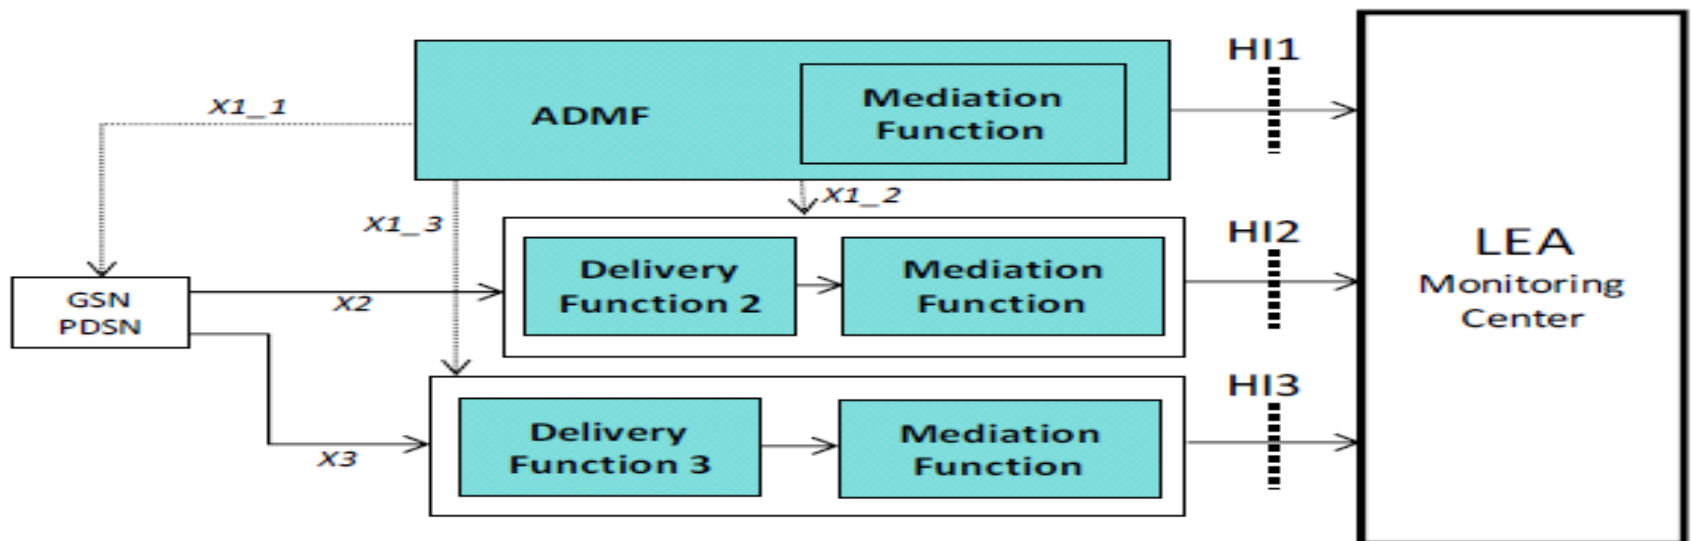 HI1
X1_1
ADMF
Mediation
Function
X1_2
X1_3
HI2
LEA
Monitoring
Center
GSN
PDSN
X2
Delivery
Function 2
Mediation
Function
HI3
X3
Delivery
Function 3
Mediation
Function